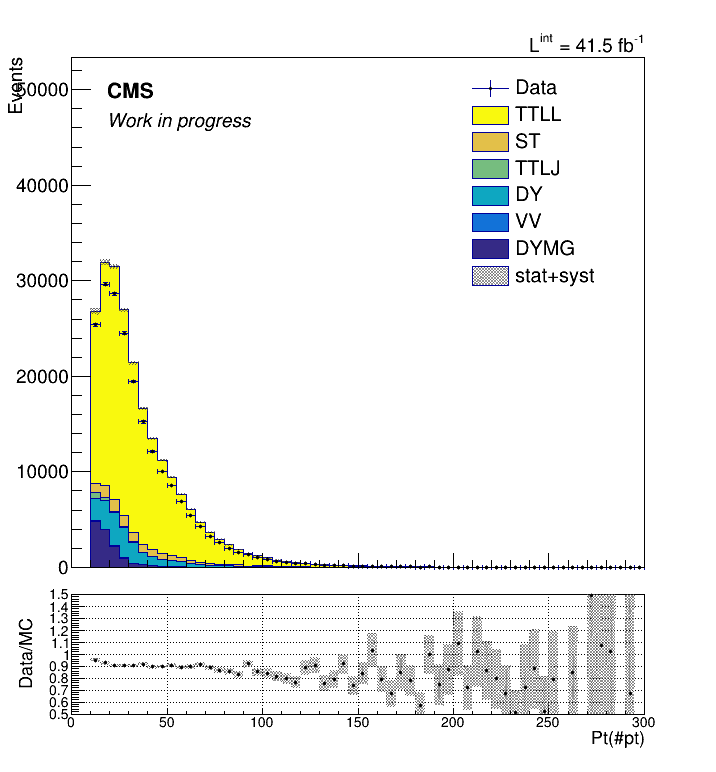 L^int = 41.5 fb^-1
Events
50000
40000
30000
20000
10000
0
CMS
Work in progress
Data
TTLL
ST
TTLJ
DY
VV
DYMG
stat+syst
Data/MC
1.5
1.4
1.3
1.2
1.1
1
0.9
0.8
0.7
0.6
0.5
0 50 100 150 200 250 300
Pt(#pt)